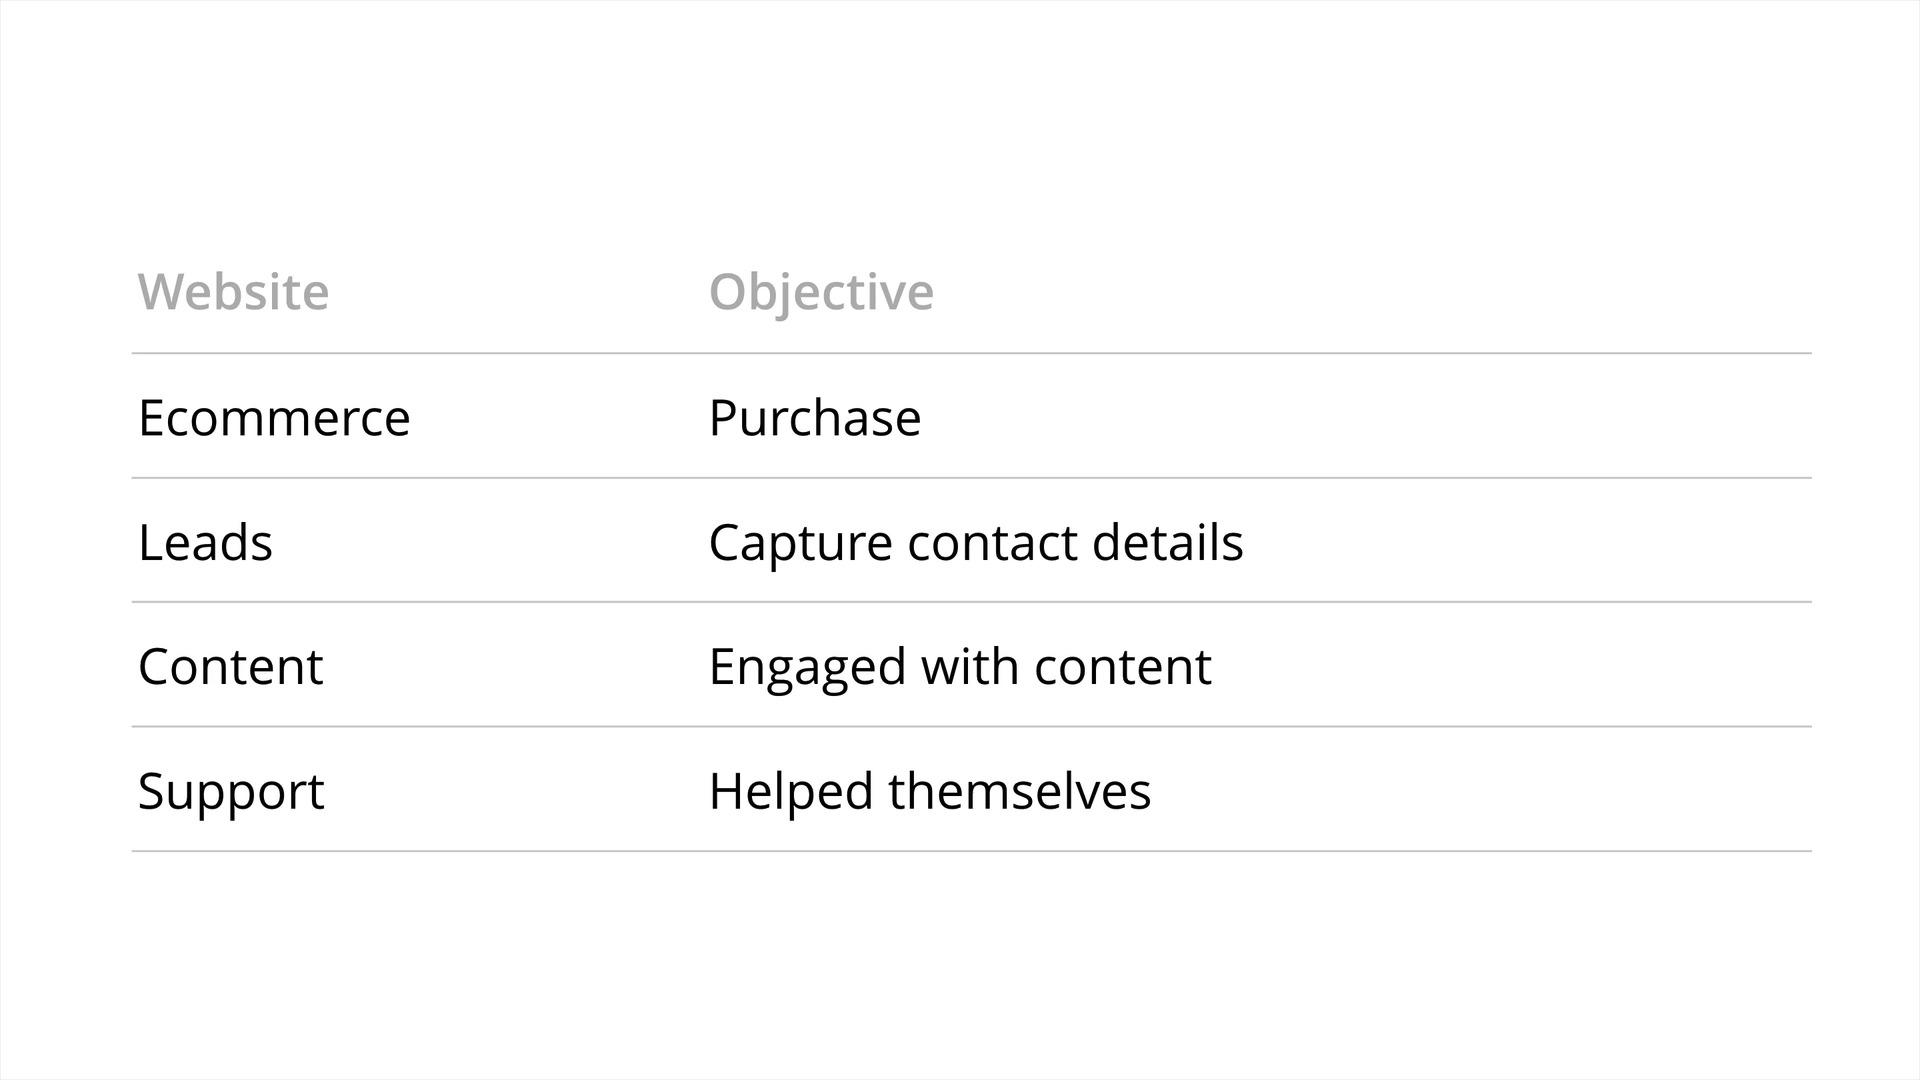 Website Objective
Ecommerce Purchase
Leads Capture contact details
Content Engaged with content
Support Helped themselves